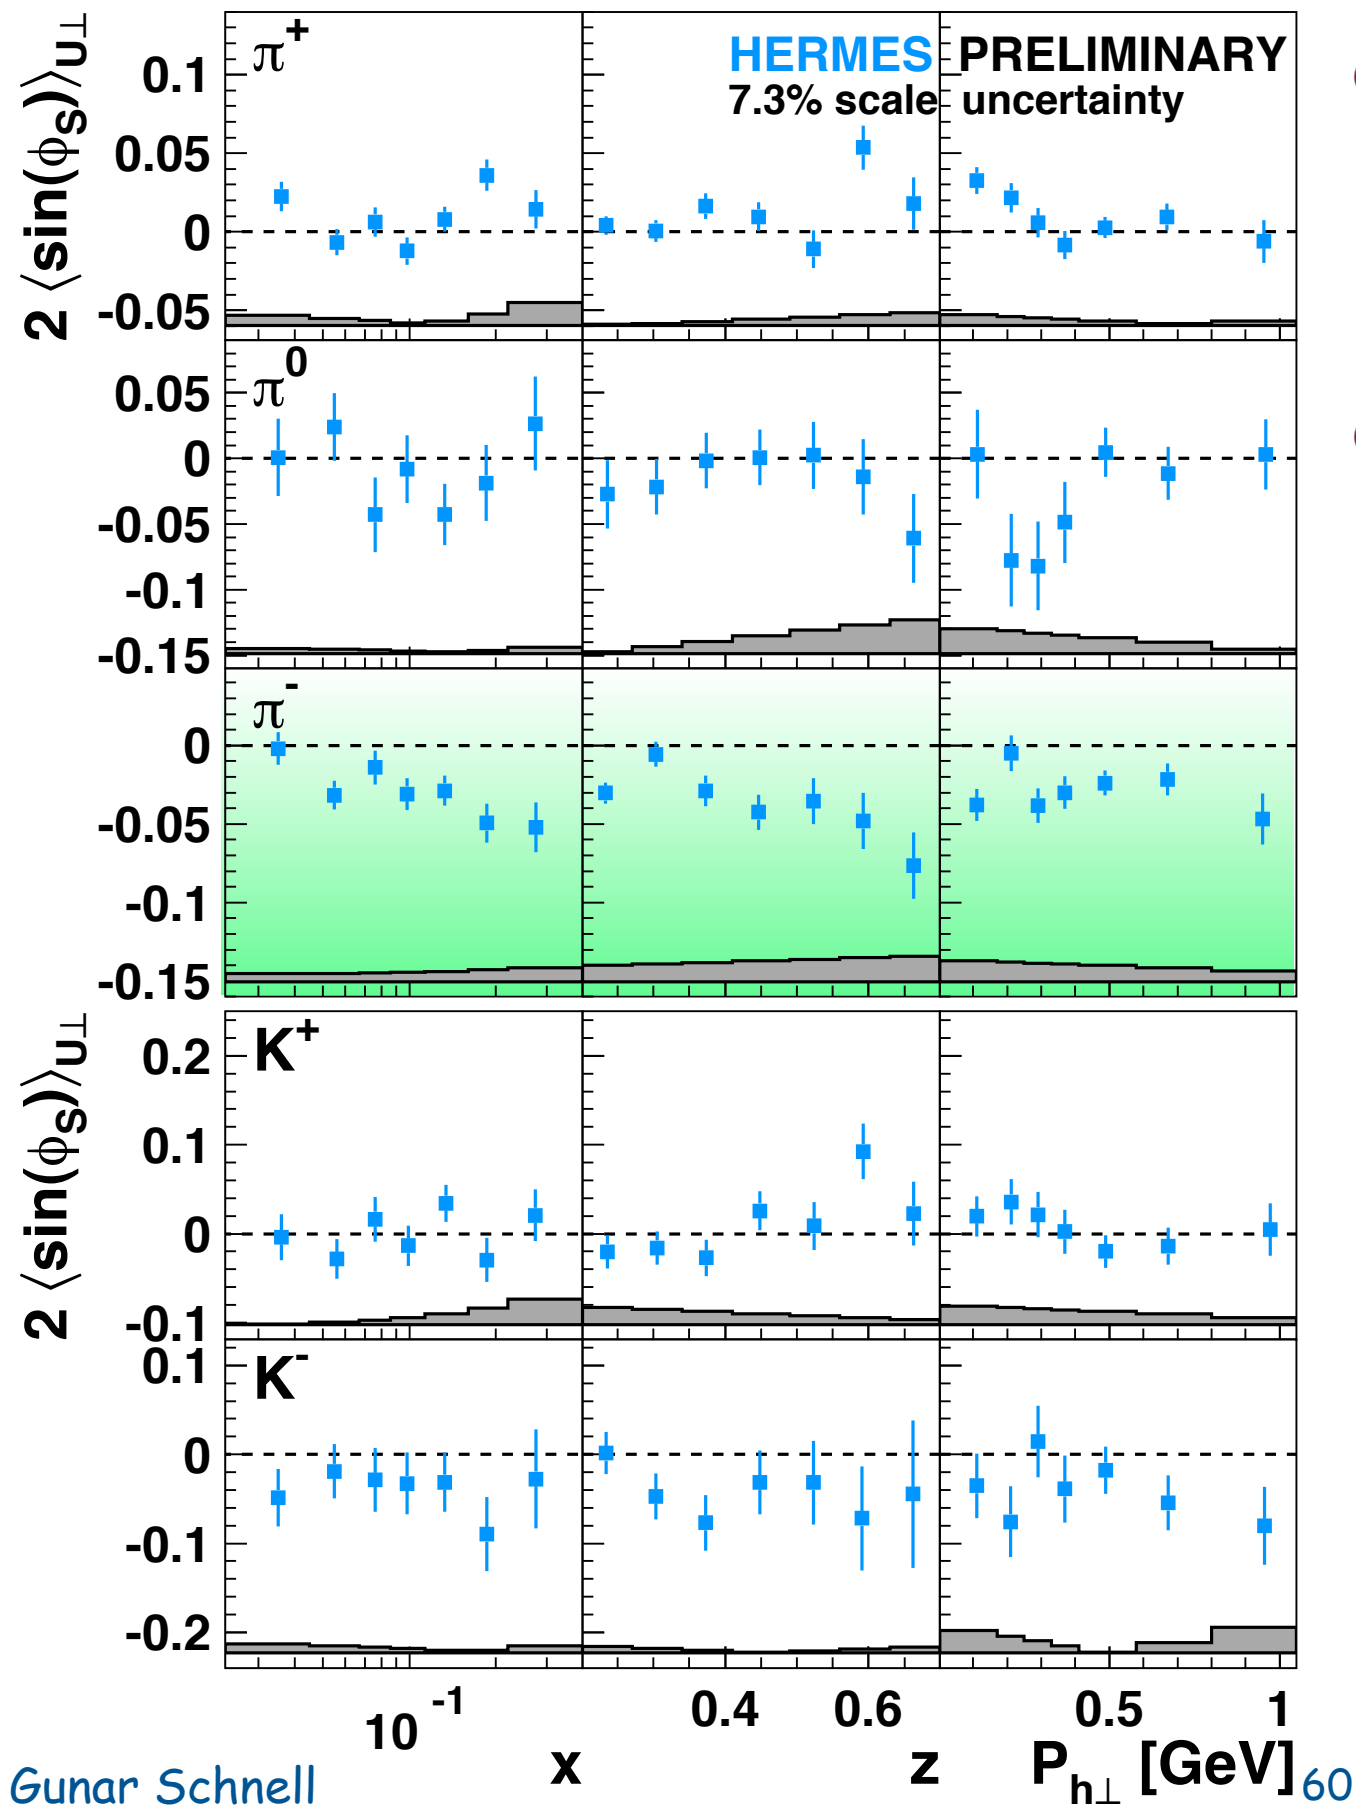 2 ⟨sin(ϕS)⟩U⊥
π+
HERMES PRELIMINARY
7.3% scale uncertainty
0.1
0.05
0
-0.05
π0
0.05
0
-0.05
-0.1
-0.15
π-
0
-0.05
-0.1
-0.15
2 ⟨sin(ϕS)⟩U⊥
K+
0.2
0.1
0
-0.1
K-
0.1
0
-0.1
-0.2
10-1 0.4 0.6 0.5 1
x z Ph⊥ [GeV]
Gunar Schnell 60